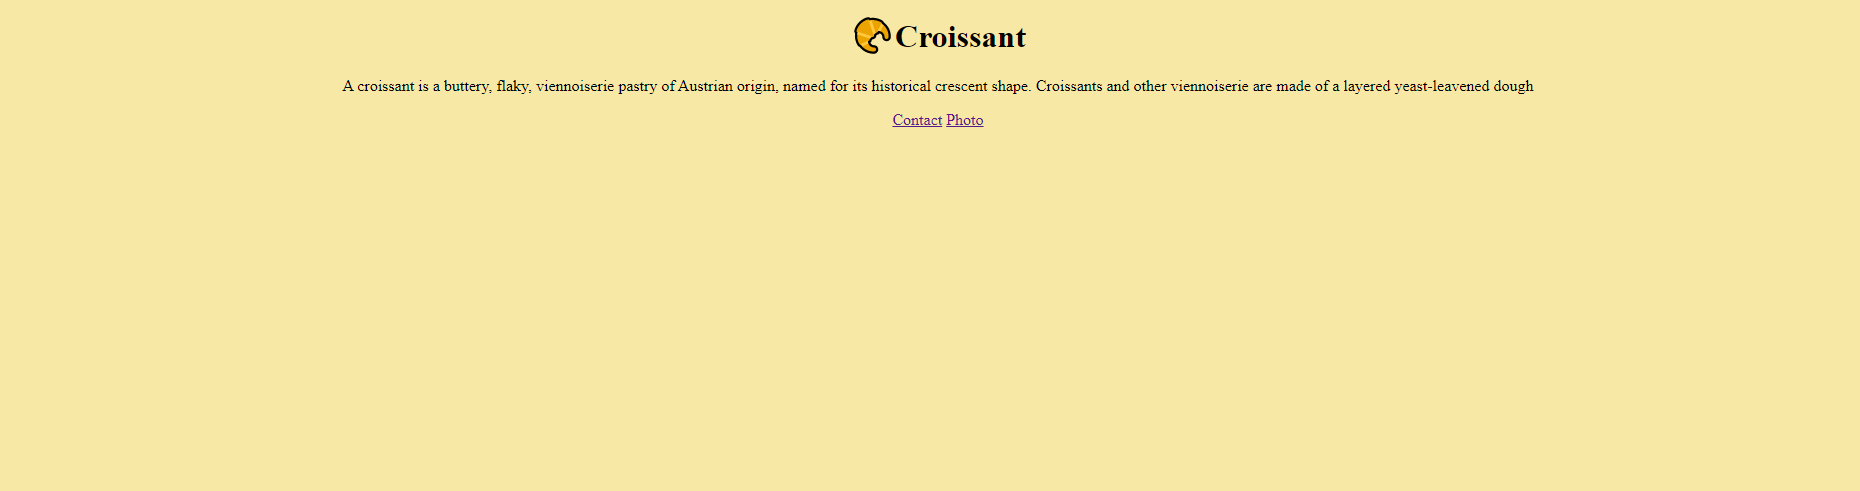 Croissant
A croissant is a buttery, flaky, viennoiserie pastry of Austrian origin, named for its historical crescent shape. Croissants and other viennoiserie are made of a layered yeast-leavened dough
Contact Photo